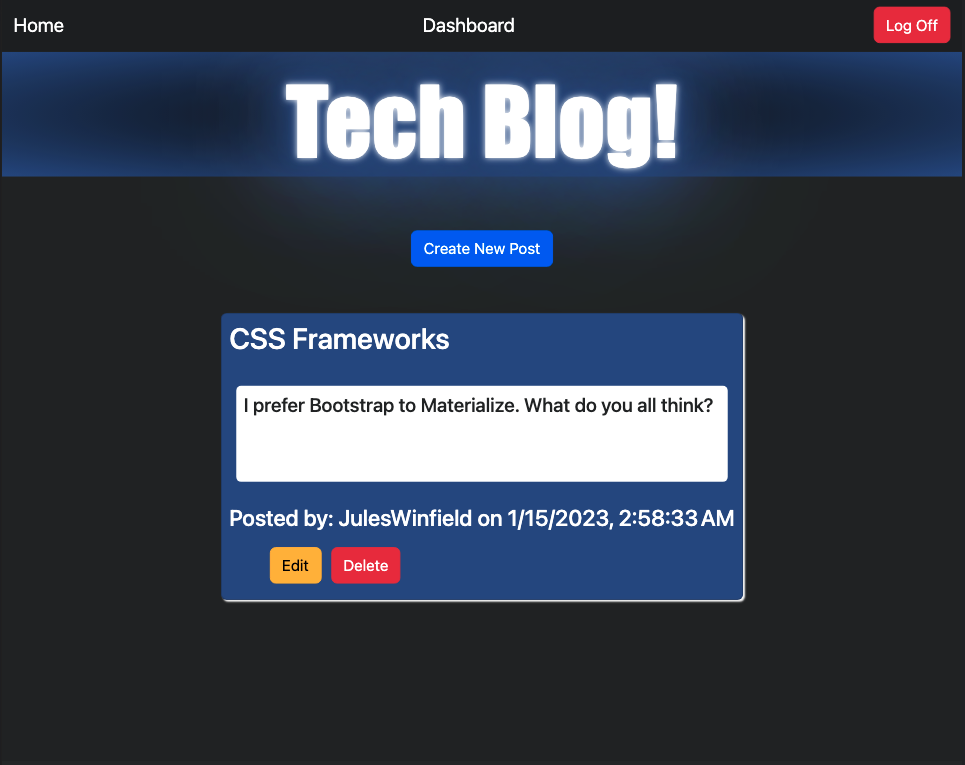 Home
Dashboard
Log Off
Tech Blog!
Create New Post
CSS Frameworks
I prefer Bootstrap to Materialize. What do you all think?
Posted by: JulesWinfield on 1/15/2023, 2:58:33 AM
Edit
Delete